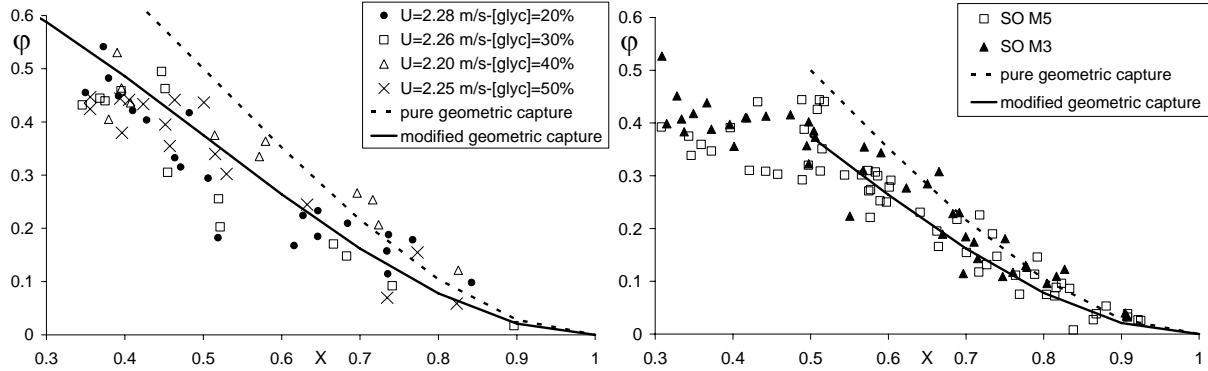 0.6
φ
0.5
0.4
0.3
0.2
0.1
0
0.3 0.4 0.5 0.6 X 0.7 0.8 0.9 1
U=2.28 m/s-[glyc]=20%
U=2.26 m/s-[glyc]=30%
U=2.20 m/s-[glyc]=40%
U=2.25 m/s-[glyc]=50%
pure geometric capture
modified geometric capture
0.6
φ
0.5
0.4
0.3
0.2
0.1
0
0.3 0.4 0.5 0.6 X 0.7 0.8 0.9 1
SO M5
SO M3
pure geometric capture
modified geometric capture